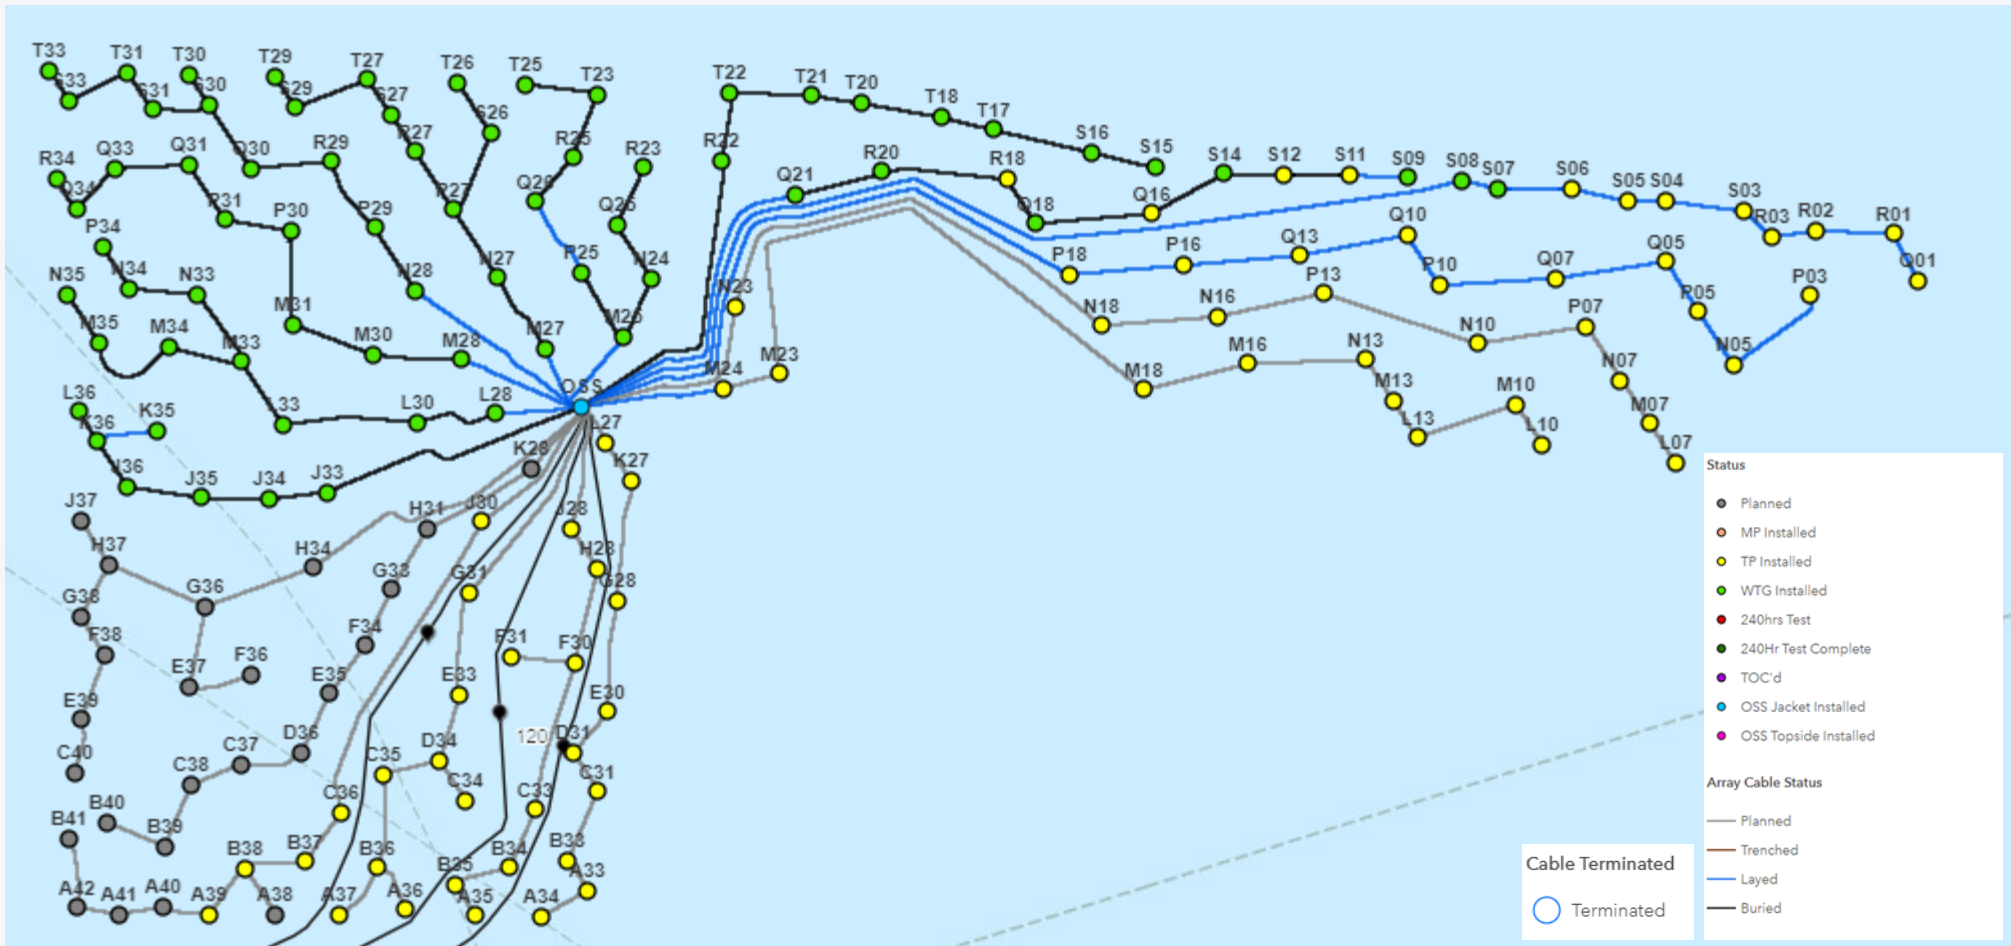 T33
T31
T30
T29
T27
T26
T25
T23
T22
T21
T20
T18
T17
S33
S31
S30
S29
S27
S26
S16
S15
R34
Q33
Q31
Q30
R29
R27
R25
R23
R22
Q34
P31
P30
P29
P27
Q26
Q25
Q21
R20
R18
Q18
Q16
S14
S12
S11
S09
S08
S07
S06
S05
S04
S03
R03
R02
R01
Q01
P34
N35
N34
N33
N28
N27
P25
N24
N23
P18
P16
Q13
Q10
P10
Q07
Q05
P05
P03
N05
M35
M34
M33
M31
M30
M28
M27
M26
M24
M23
N18
N16
P13
N10
P07
N07
M07
L07
M18
M16
N13
M13
L13
M10
L10
L36
K36
K35
L33
L30
L28
OSS
L27
K28
K27
J36
J35
J34
J33
J37
H37
H34
H31
J30
J28
H28
G38
G36
G33
G31
G28
F38
F36
F34
F31
F30
E39
E37
E35
E33
E30
C40
C38
C37
D36
D34
120
D31
C36
C35
C34
C33
C31
B41
B40
B39
B38
B37
B36
B35
B34
B33
A42
A41
A40
A39
A38
A37
A36
A35
A34
A33
Status
Planned
MP Installed
TP Installed
WTG Installed
240hrs Test
240Hr Test Complete
TOC'd
OSS Jacket Installed
OSS Topside Installed
Array Cable Status
Planned
Trenched
Layed
Buried
Cable Terminated
Terminated